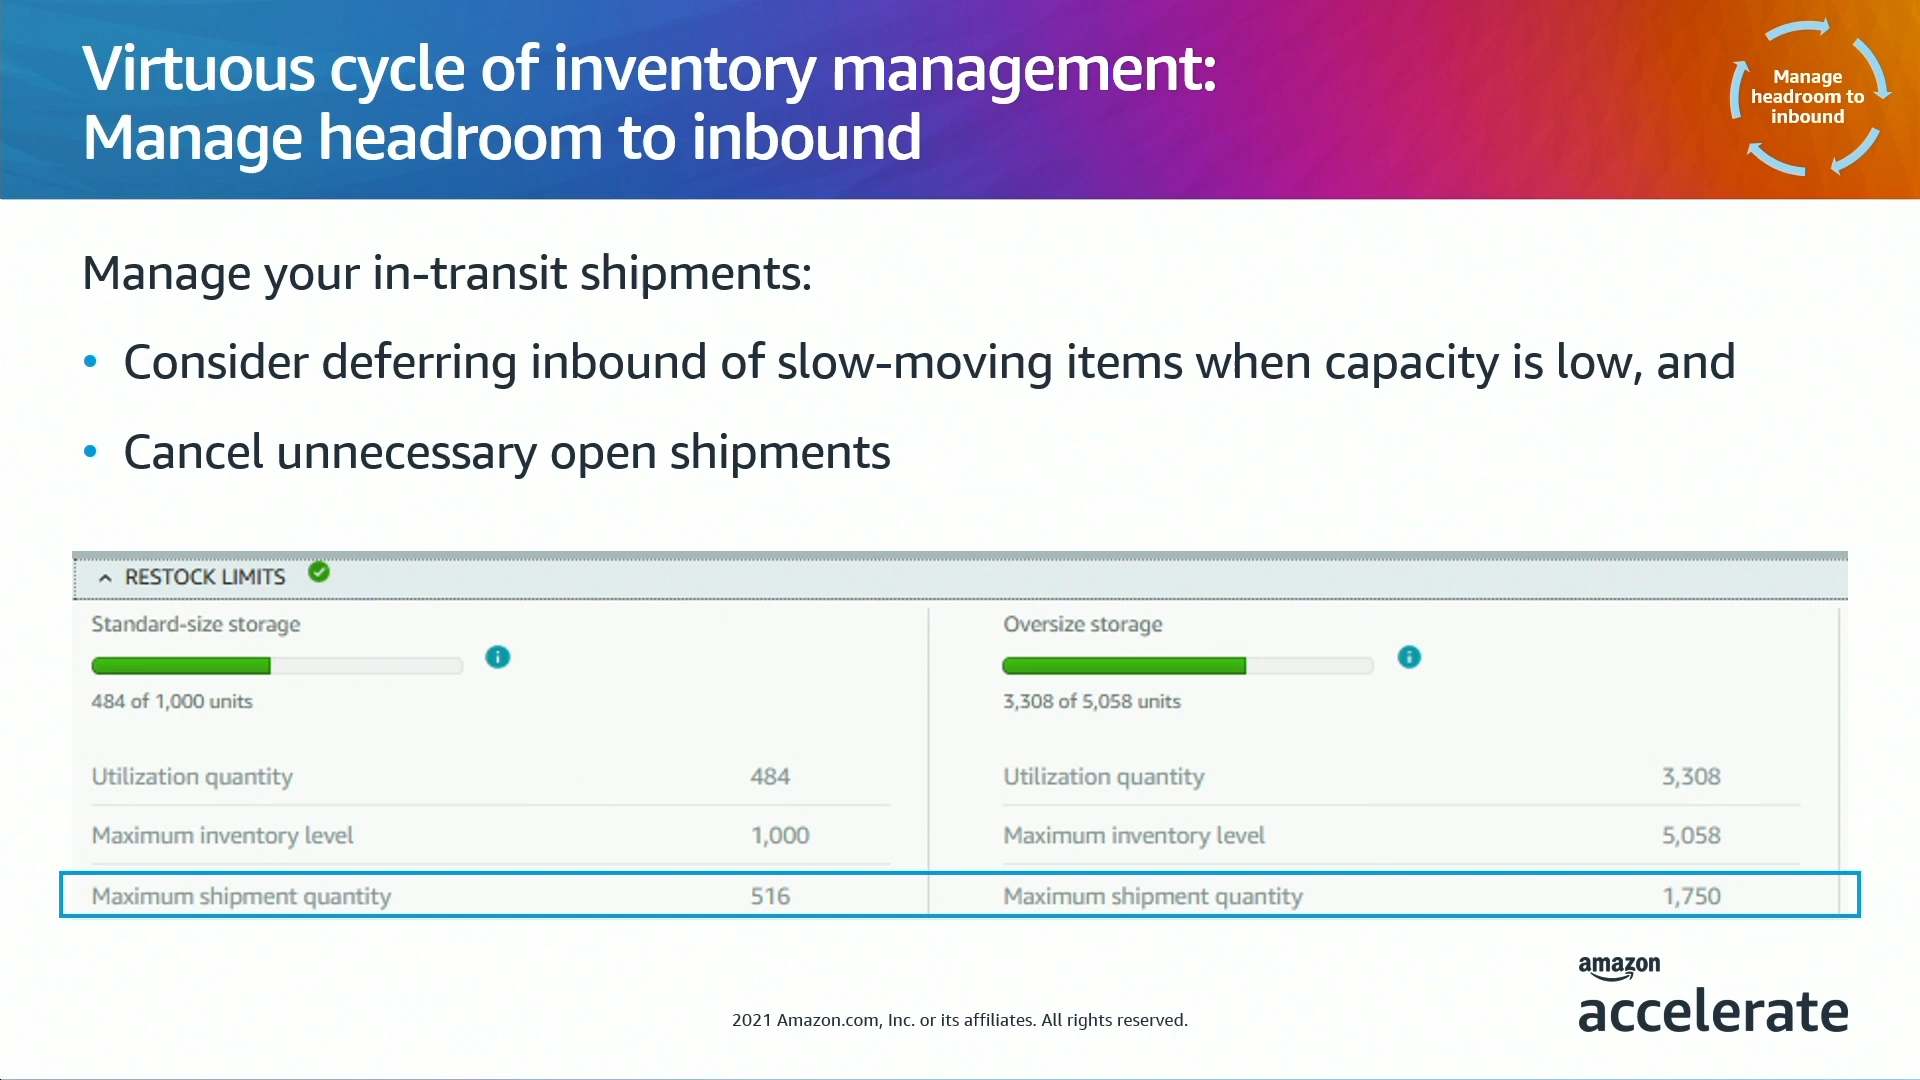 Virtuous cycle of inventory management:
Manage headroom to inbound
Manage
headroom to
inbound
Manage your in-transit shipments:
• Consider deferring inbound of slow-moving items when capacity is low, and
• Cancel unnecessary open shipments
RESTOCK LIMITS
Standard-size storage
484 of 1,000 units
Utilization quantity 484
Maximum inventory level 1,000
Maximum shipment quantity 516
Oversize storage
3,308 of 5,058 units
Utilization quantity 3,308
Maximum inventory level 5,058
Maximum shipment quantity 1,750
amazon
accelerate
2021 Amazon.com, Inc. or its affiliates. All rights reserved.